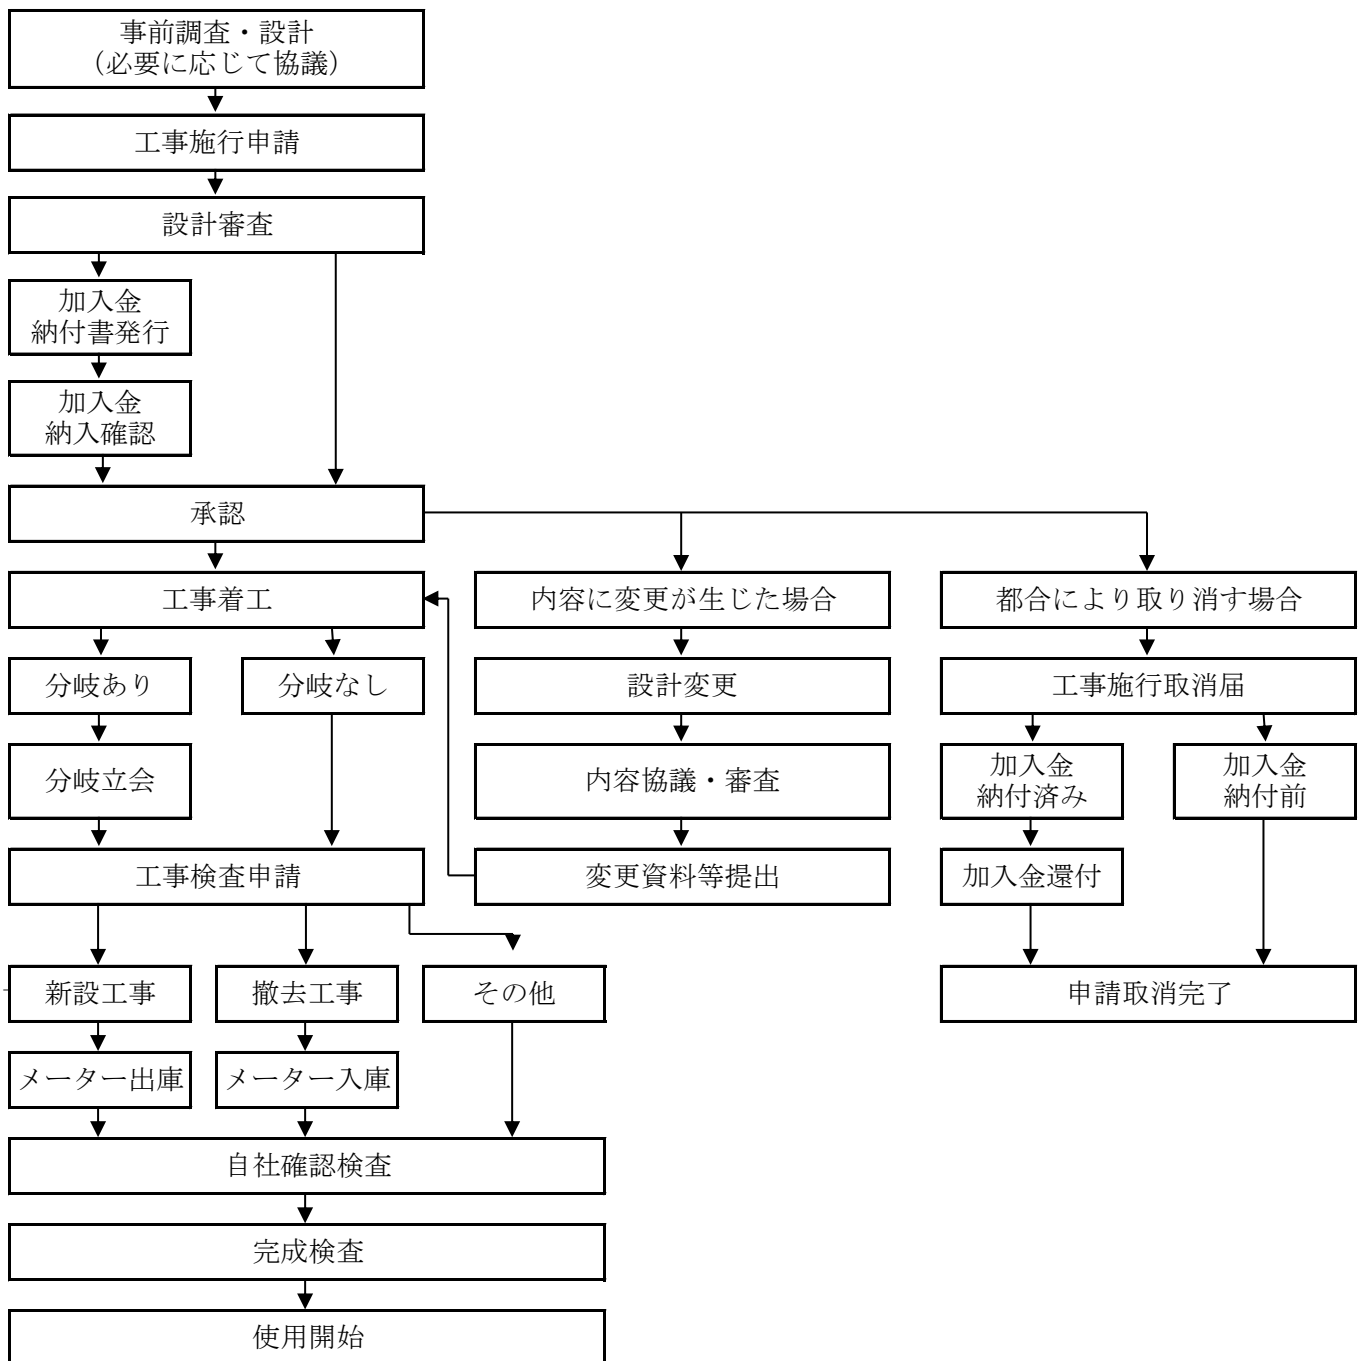 事前調査・設計
（必要に応じて協議）
工事施行申請
設計審査
加入金
納付書発行
加入金
納入確認
承認
工事着工
内容に変更が生じた場合
都合により取り消す場合
分岐あり
分岐なし
設計変更
工事施行取消届
分岐立会
内容協議・審査
加入金
納付済み
加入金
納付前
工事検査申請
変更資料等提出
加入金還付
新設工事
撤去工事
その他
申請取消完了
メーター出庫
メーター入庫
自社確認検査
完成検査
使用開始